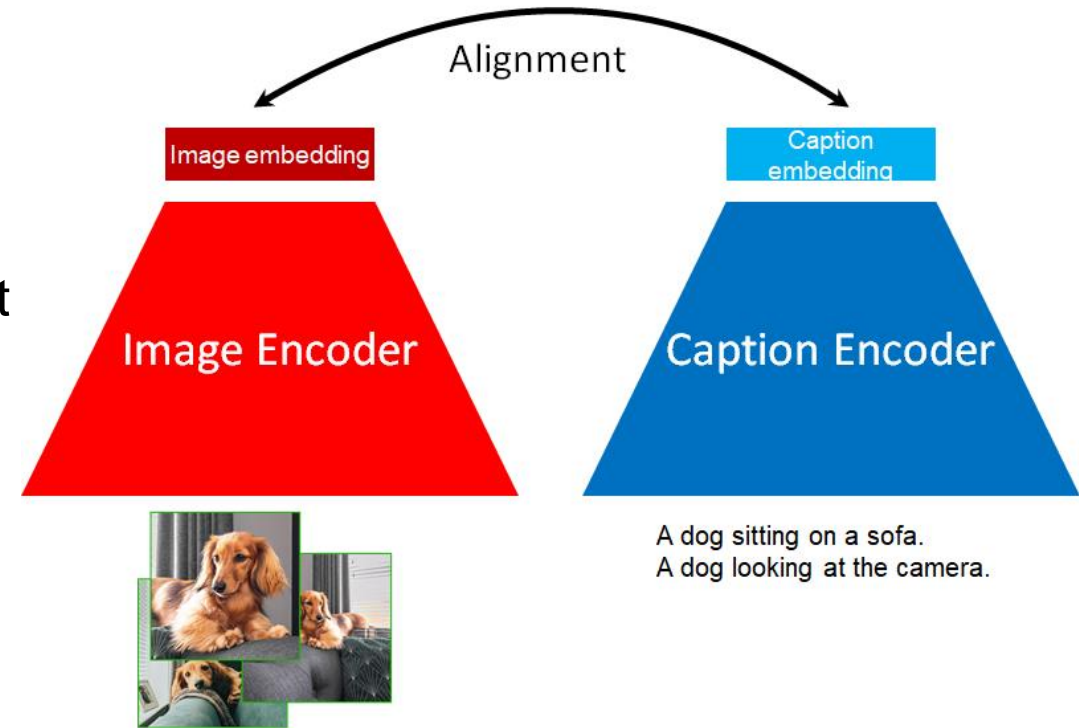 Alignment
Image embedding
Caption
embedding
t
Image Encoder
Caption Encoder
A dog sitting on a sofa.
A dog looking at the camera.